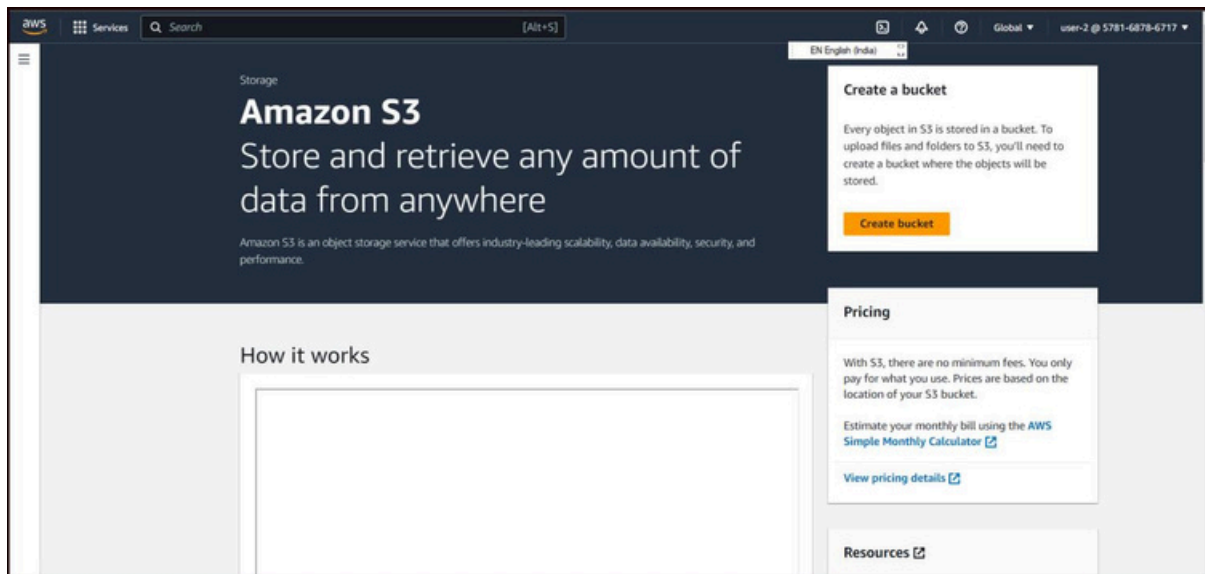 aws
Services
Search
[Alt+S]
Global
user-2 @ 5781-6878-6717
EN English (India)
Storage
Amazon S3
Store and retrieve any amount of
data from anywhere
Amazon S3 is an object storage service that offers industry-leading scalability, data availability, security, and
performance.
Create a bucket
Every object in S3 is stored in a bucket. To
upload files and folders to S3, you'll need to
create a bucket where the objects will be
stored.
Create bucket
Pricing
With S3, there are no minimum fees. You only
pay for what you use. Prices are based on the
location of your S3 bucket.
Estimate your monthly bill using the AWS
Simple Monthly Calculator
View pricing details
Resources
How it works